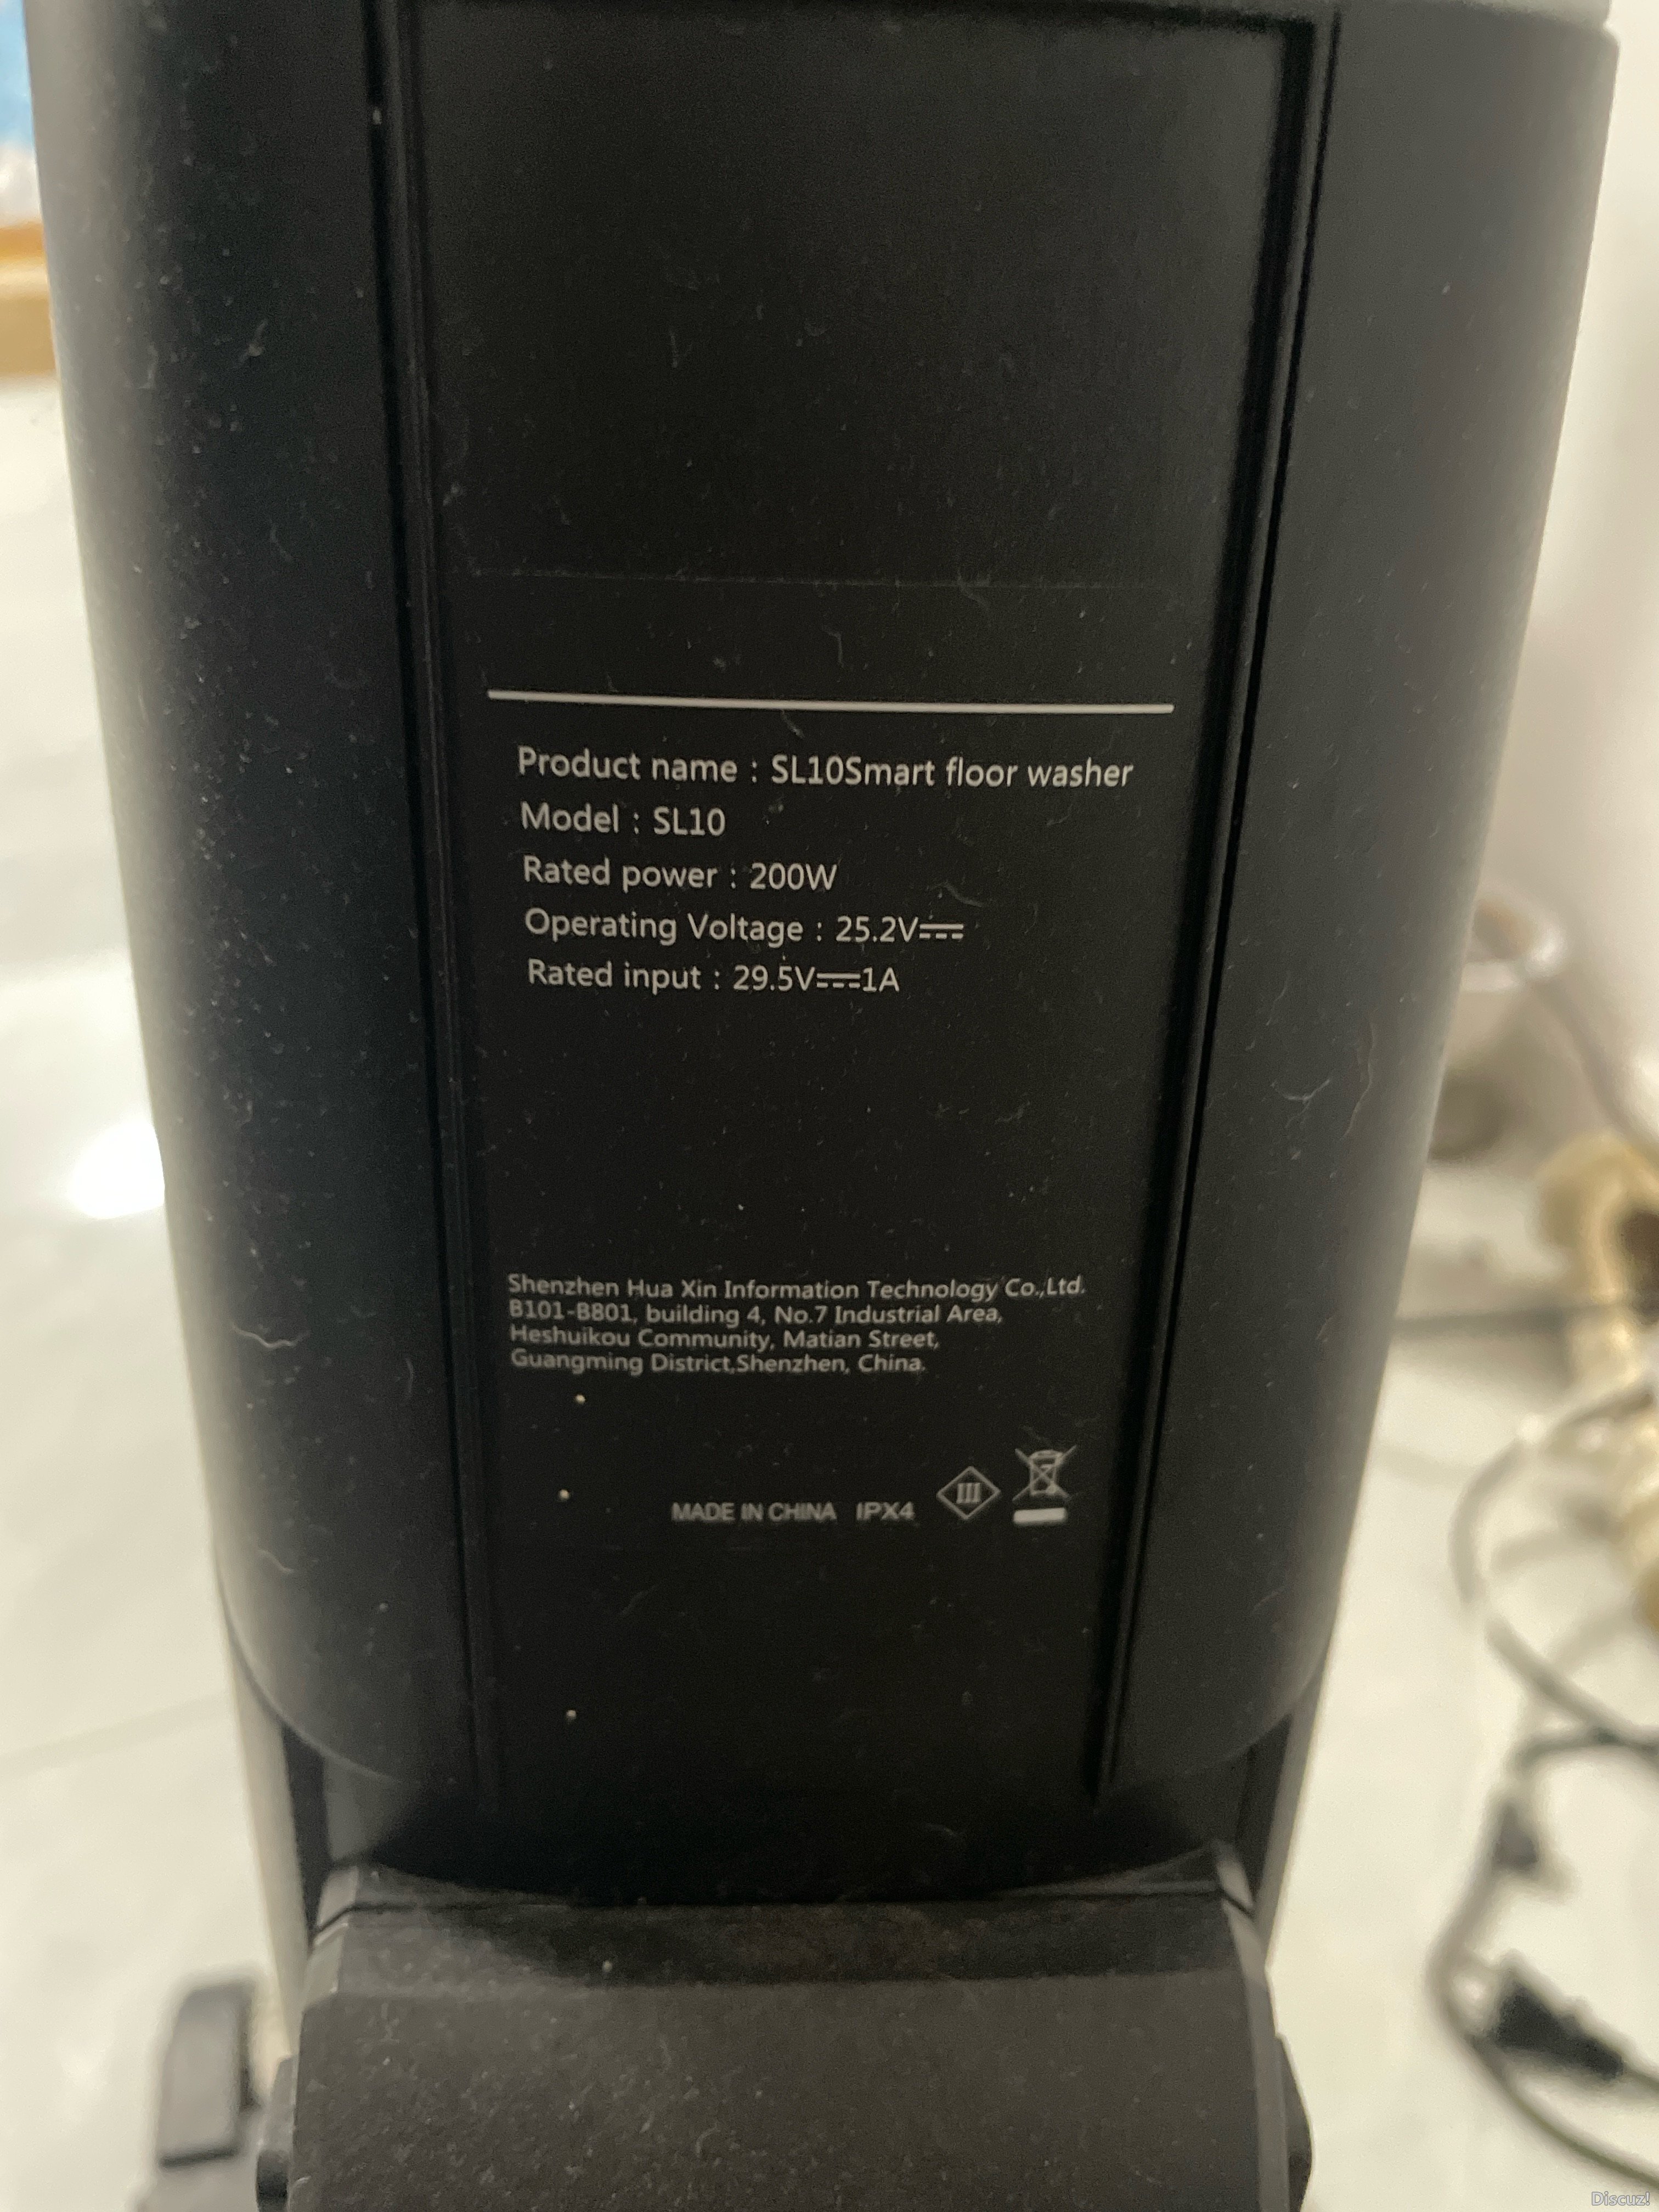 Product name : SL10Smart floor washer
Model : SL10
Rated power : 200W
Operating Voltage : 25.2V⎓
Rated input : 29.5V⎓1A
Shenzhen Hua Xin Information Technology Co.,Ltd.
B101-B801, building 4, No.7 Industrial Area,
Heshuikou Community, Matian Street,
Guangming District,Shenzhen, China.
MADE IN CHINA IPX4 III
Discuz!